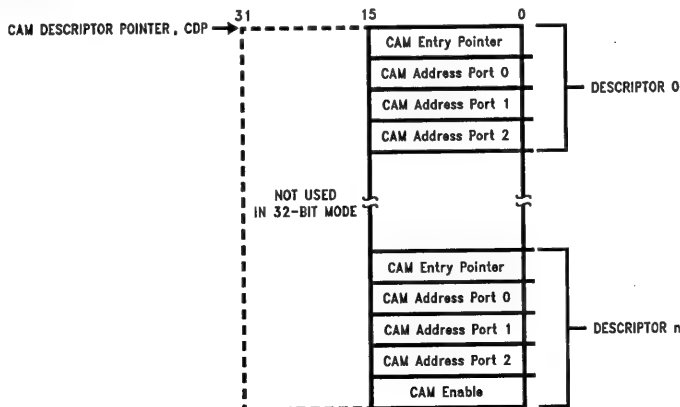 31 15 0
CAM DESCRIPTOR POINTER, CDP
CAM Entry Pointer
CAM Address Port 0
CAM Address Port 1
CAM Address Port 2
DESCRIPTOR 0
NOT USED
IN 32-BIT MODE
CAM Entry Pointer
CAM Address Port 0
CAM Address Port 1
CAM Address Port 2
CAM Enable
DESCRIPTOR n